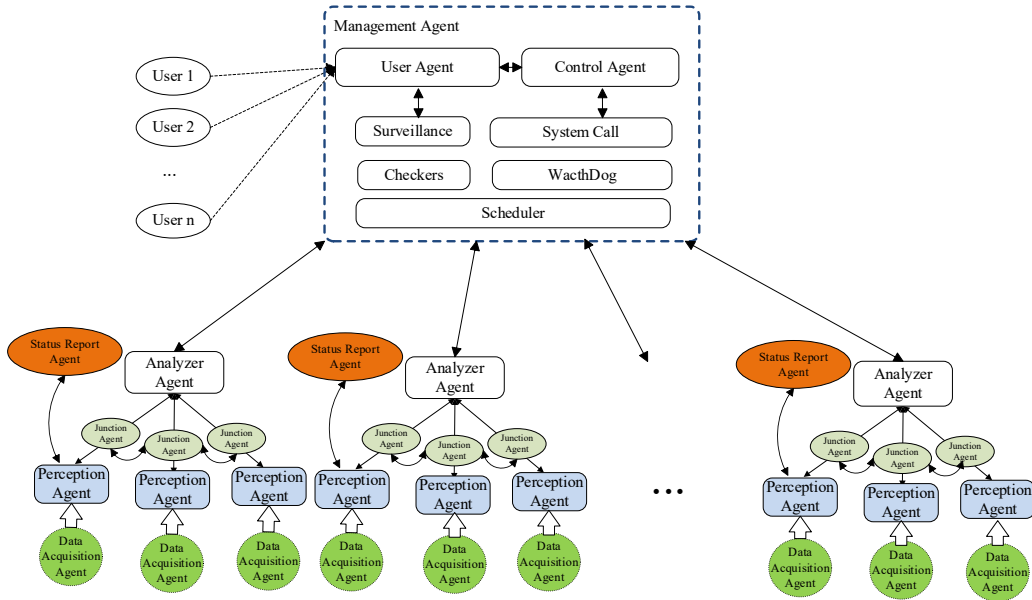 Management Agent
User 1
User Agent
Control Agent
User 2
Surveillance
System Call
...
Checkers
WacthDog
User n
Scheduler
Status Report
Agent
Analyzer
Agent
Junction
Agent
Junction
Agent
Junction
Agent
Perception
Agent
Perception
Agent
Perception
Agent
Data
Acquisition
Agent
Data
Acquisition
Agent
Data
Acquisition
Agent
Status Report
Agent
Analyzer
Agent
Junction
Agent
Junction
Agent
Junction
Agent
Perception
Agent
Perception
Agent
Perception
Agent
Data
Acquisition
Agent
Data
Acquisition
Agent
Data
Acquisition
Agent
...
Status Report
Agent
Analyzer
Agent
Junction
Agent
Junction
Agent
Junction
Agent
Perception
Agent
Perception
Agent
Perception
Agent
Data
Acquisition
Agent
Data
Acquisition
Agent
Data
Acquisition
Agent